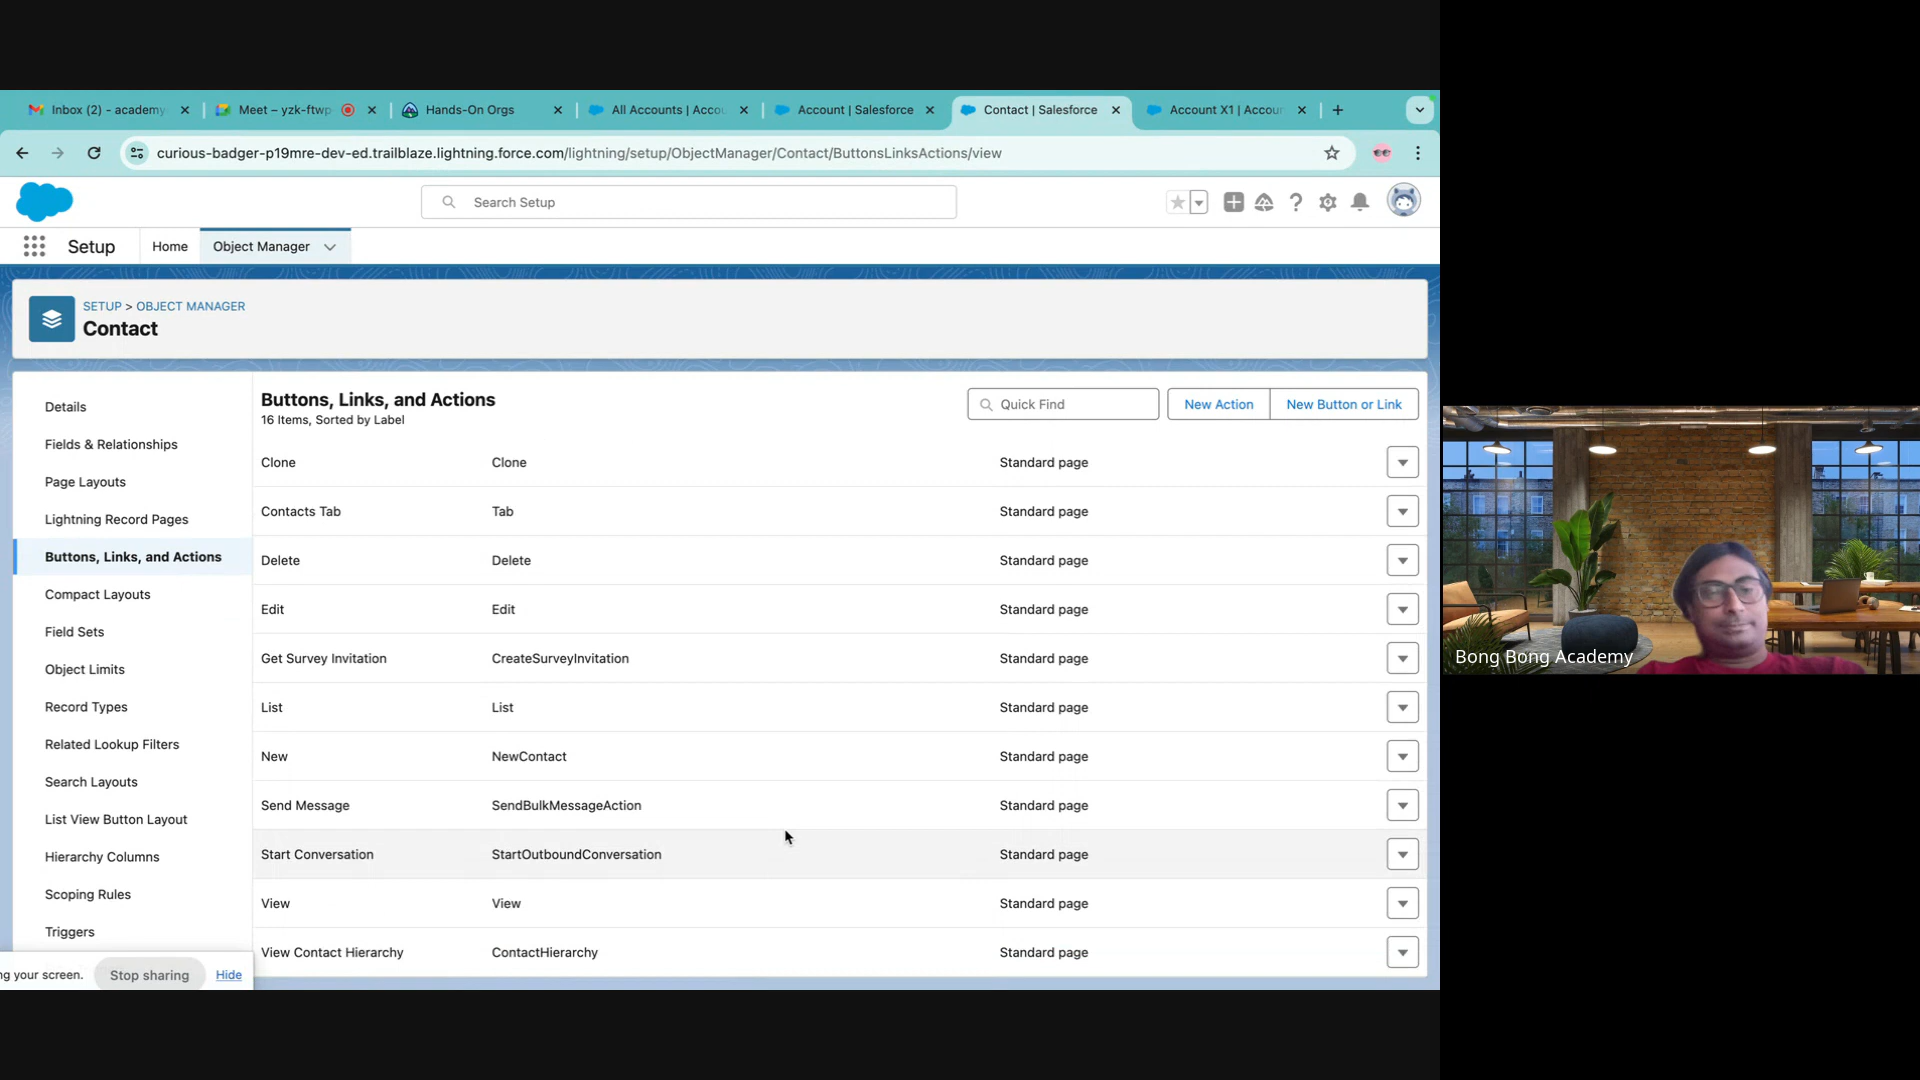 Inbox (2) - academy
Meet – yzk-ftwp
Hands-On Orgs
All Accounts | Accou
Account | Salesforce
Contact | Salesforce
Account X1 | Accoun
curious-badger-p19mre-dev-ed.trailblaze.lightning.force.com/lightning/setup/ObjectManager/Contact/ButtonsLinksActions/view
Search Setup
Setup
Home
Object Manager
SETUP > OBJECT MANAGER
Contact
Details
Fields & Relationships
Page Layouts
Lightning Record Pages
Buttons, Links, and Actions
Compact Layouts
Field Sets
Object Limits
Record Types
Related Lookup Filters
Search Layouts
List View Button Layout
Hierarchy Columns
Scoping Rules
Triggers
Buttons, Links, and Actions
16 Items, Sorted by Label
Quick Find
New Action
New Button or Link
Clone Clone Standard page
Contacts Tab Tab Standard page
Delete Delete Standard page
Edit Edit Standard page
Get Survey Invitation CreateSurveyInvitation Standard page
List List Standard page
New NewContact Standard page
Send Message SendBulkMessageAction Standard page
Start Conversation StartOutboundConversation Standard page
View View Standard page
View Contact Hierarchy ContactHierarchy Standard page
ng your screen. Stop sharing Hide
Bong Bong Academy